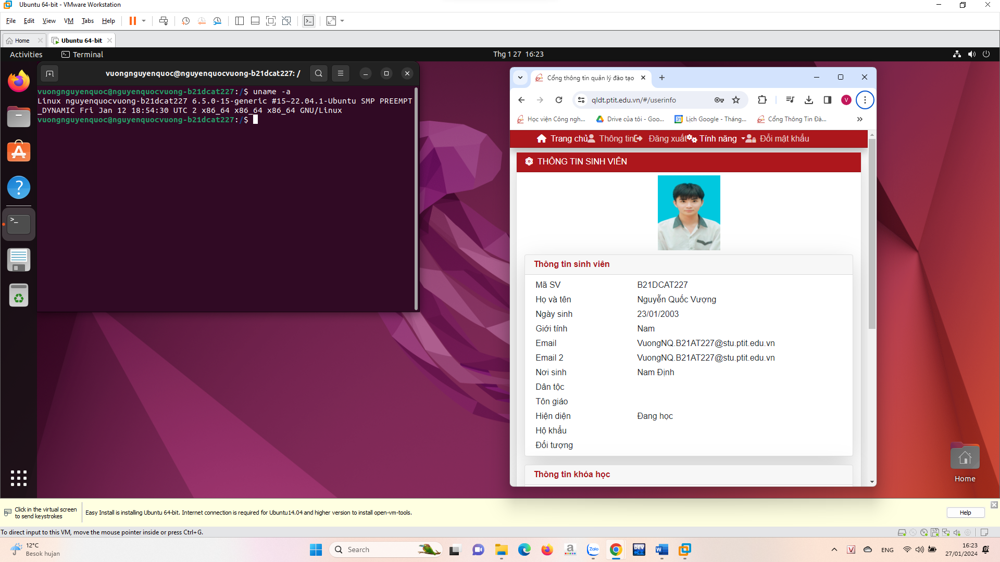 Ubuntu 64-bit - VMware Workstation
File Edit View VM Tabs Help
Home
Ubuntu 64-bit
Activities
Terminal
Thg 1 27 16:23
vuongnguyenquoc@nguyenquocvuong-b21dcat227: /
vuongnguyenquoc@nguyenquocvuong-b21dcat227:/$ uname -a
Linux nguyenquocvuong-b21dcat227 6.5.0-15-generic #15~22.04.1-Ubuntu SMP PREEMPT
_DYNAMIC Fri Jan 12 18:54:30 UTC 2 x86_64 x86_64 x86_64 GNU/Linux
vuongnguyenquoc@nguyenquocvuong-b21dcat227:/$
Cổng thông tin quản lý đào tạo
qldt.ptit.edu.vn/#/userinfo
V
Học viện Công ngh...
Drive của tôi - Goo...
31
Lịch Google - Tháng...
Cổng Thông Tin Đà...
Trang chủ Thông tin Đăng xuất Tính năng Đổi mật khẩu
THÔNG TIN SINH VIÊN
Thông tin sinh viên
Mã SV B21DCAT227
Họ và tên Nguyễn Quốc Vượng
Ngày sinh 23/01/2003
Giới tính Nam
Email VuongNQ.B21AT227@stu.ptit.edu.vn
Email 2 VuongNQ.B21AT227@stu.ptit.edu.vn
Nơi sinh Nam Định
Dân tộc
Tôn giáo
Hiện diện Đang học
Hộ khẩu
Đối tượng
Thông tin khóa học
Home
Click in the virtual screen
to send keystrokes
Easy Install is installing Ubuntu 64-bit. Internet connection is required for Ubuntu14.04 and higher version to install open-vm-tools.
Help
To direct input to this VM, move the mouse pointer inside or press Ctrl+G.
12°C
Besok hujan
Search
a
Zalo
DEV
W
V
ENG
16:23
27/01/2024